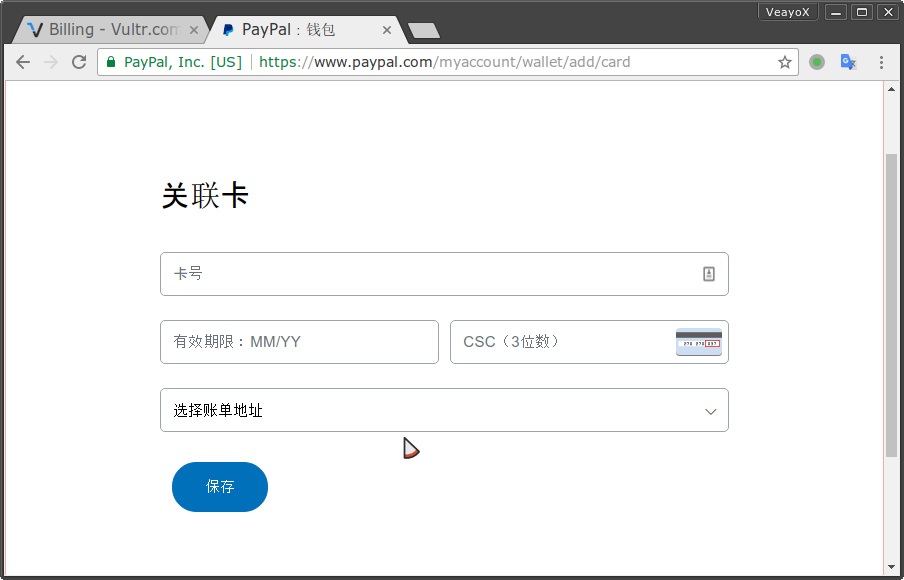 VeayoX
Billing - Vultr.com
PayPal：钱包
PayPal, Inc. [US]
https://www.paypal.com/myaccount/wallet/add/card
关联卡
卡号
有效期限：MM/YY
CSC（3位数）
选择账单地址
保存